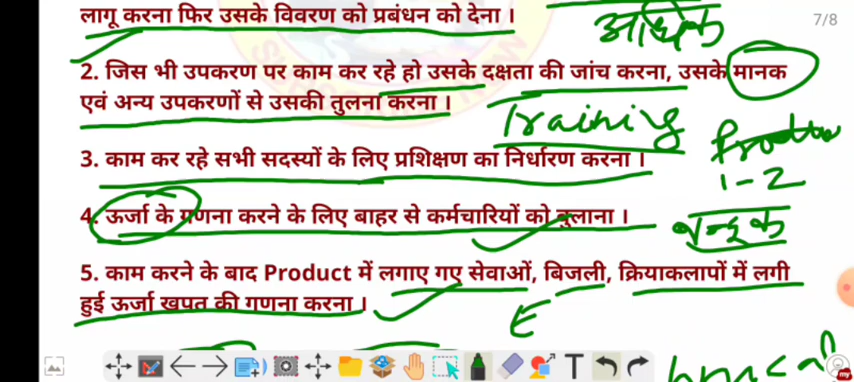 लागू करना फिर उसके विवरण को प्रबंधन को देना ।
7/8
2. जिस भी उपकरण पर काम कर रहे हो उसके दक्षता की जांच करना, उसके मानक
एवं अन्य उपकरणों से उसकी तुलना करना ।
Training
3. काम कर रहे सभी सदस्यों के लिए प्रशिक्षण का निर्धारण करना ।
1-2
4. ऊर्जा के गणना करने के लिए बाहर से कर्मचारियों को बुलाना ।
5. काम करने के बाद Product में लगाए गए सेवाओं, बिजली, क्रियाकलापों में लगी
हुई ऊर्जा खपत की गणना करना ।
E
T